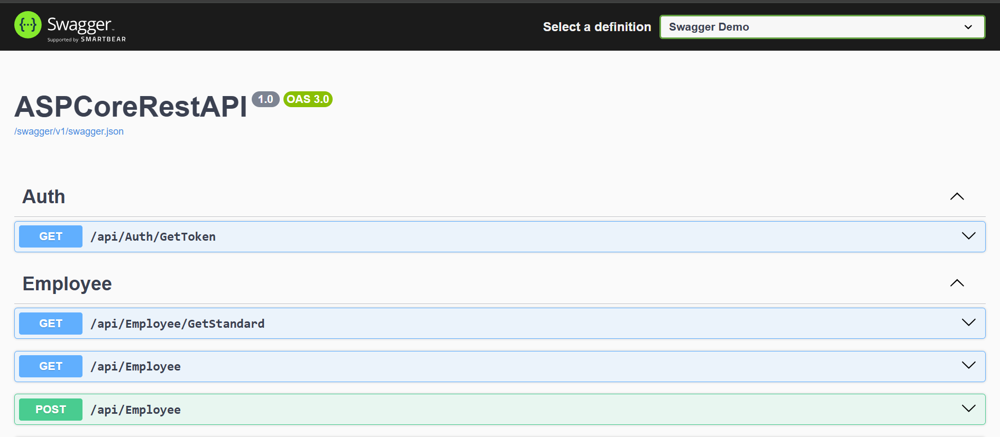 {···} Swagger™
Supported by SMARTBEAR
Select a definition
Swagger Demo
ASPCoreRestAPI 1.0 OAS 3.0
/swagger/v1/swagger.json
Auth
GET /api/Auth/GetToken
Employee
GET /api/Employee/GetStandard
GET /api/Employee
POST /api/Employee